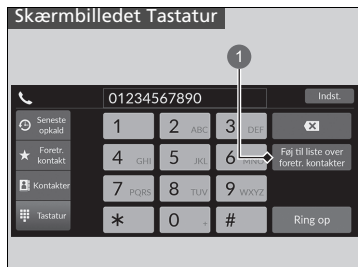 Skærmbilledet Tastatur
1
01234567890
Indst.
Seneste
opkald
1
2 ABC
3 DEF
Foretr.
kontakt
4 GHI
5 JKL
6 MNO
Føj til liste over
foretr. kontakter
Kontakter
7 PQRS
8 TUV
9 WXYZ
Tastatur
*
0 +
#
Ring op